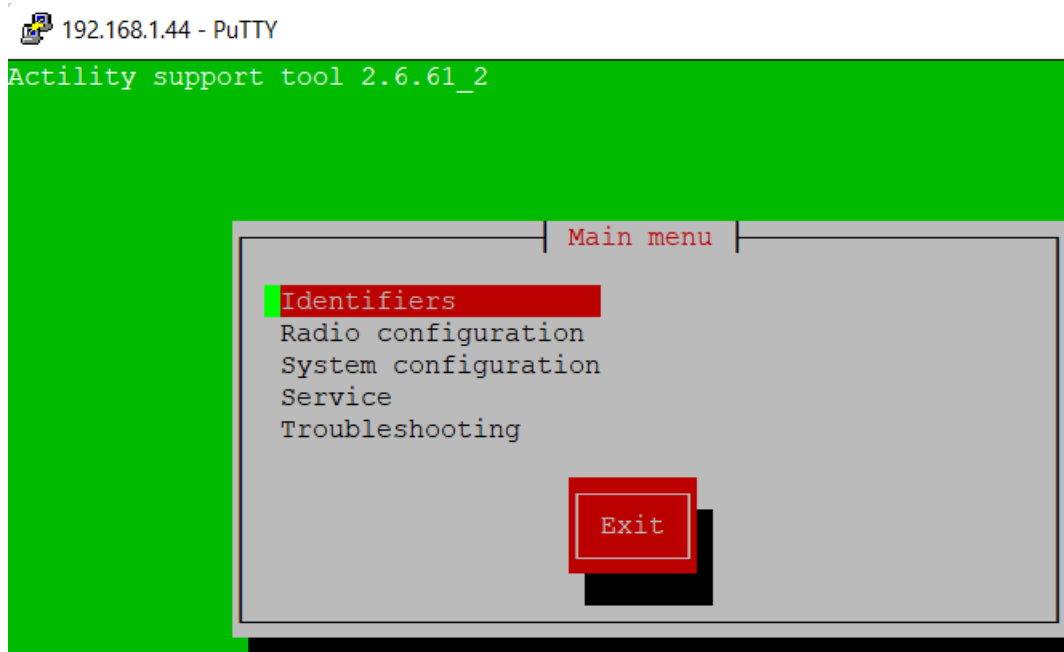 192.168.1.44 - PuTTY
Actility support tool 2.6.61_2
Main menu
Identifiers
Radio configuration
System configuration
Service
Troubleshooting
Exit